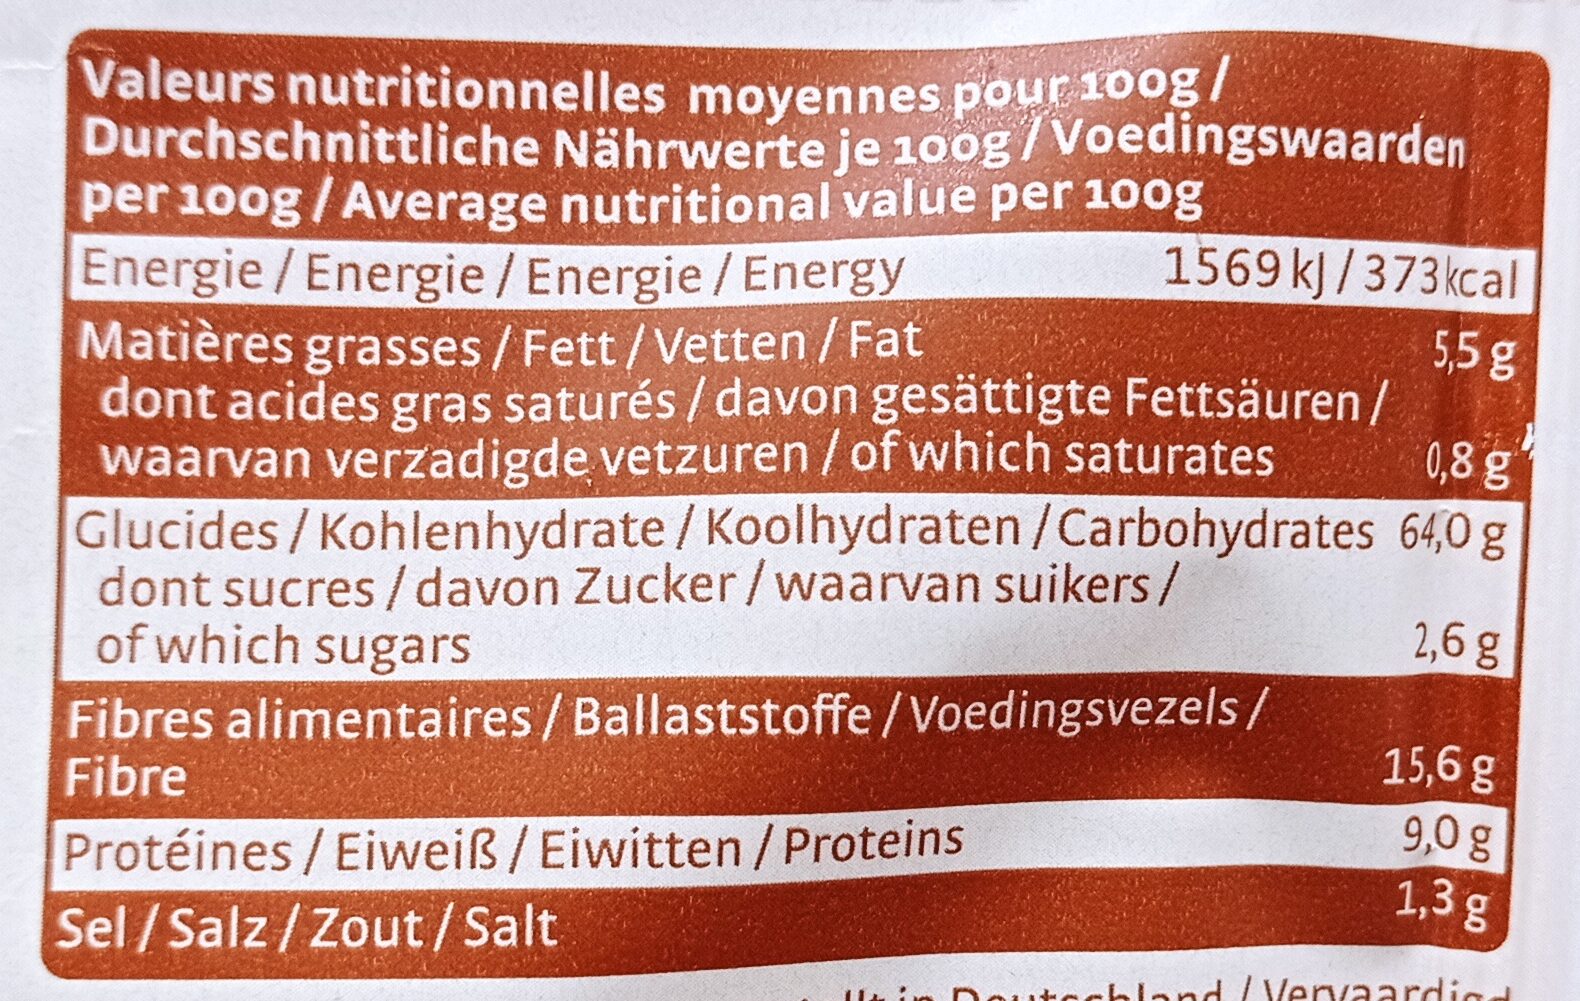 Valeurs nutritionnelles moyennes pour 100g /
Durchschnittliche Nährwerte je 100g / Voedingswaarden
per 100g / Average nutritional value per 100g
Energie / Energie / Energie / Energy 1569 kJ / 373 kcal
Matières grasses / Fett / Vetten / Fat 5,5 g
dont acides gras saturés / davon gesättigte Fettsäuren /
waarvan verzadigde vetzuren / of which saturates 0,8 g
Glucides / Kohlenhydrate / Koolhydraten / Carbohydrates 64,0 g
dont sucres / davon Zucker / waarvan suikers /
of which sugars 2,6 g
Fibres alimentaires / Ballaststoffe / Voedingsvezels /
Fibre 15,6 g
Protéines / Eiweiß / Eiwitten / Proteins 9,0 g
Sel / Salz / Zout / Salt 1,3 g
in Deutschland / Vervaardigd